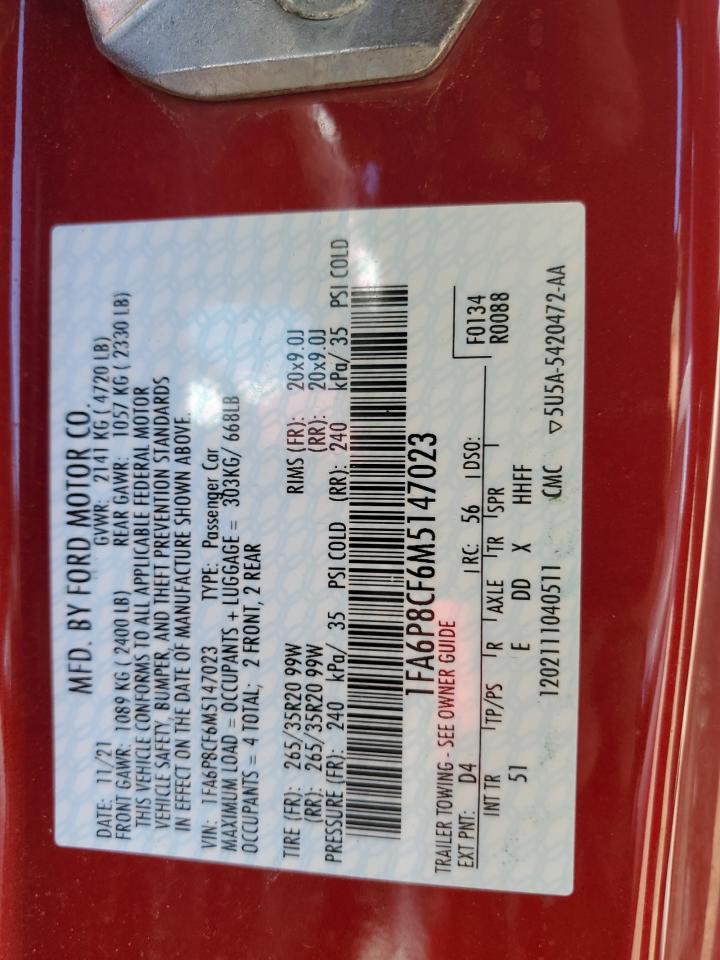 MFD. BY FORD MOTOR CO.
DATE: 11/21 GVWR: 2141 KG ( 4720 LB)
FRONT GAWR: 1089 KG ( 2400 LB) REAR GAWR: 1057 KG ( 2330 LB)
THIS VEHICLE CONFORMS TO ALL APPLICABLE FEDERAL MOTOR
VEHICLE SAFETY, BUMPER, AND THEFT PREVENTION STANDARDS
IN EFFECT ON THE DATE OF MANUFACTURE SHOWN ABOVE.
VIN: 1FA6P8CF6M5147023 TYPE: Passenger Car
MAXIMUM LOAD = OCCUPANTS + LUGGAGE = 303KG/ 668LB
OCCUPANTS = 4 TOTAL; 2 FRONT, 2 REAR
TIRE (FR): 265/35R20 99W RIMS (FR): 20x9.0J
(RR): 265/35R20 99W (RR): 20x9.0J
PRESSURE (FR): 240 kPa/ 35 PSI COLD (RR): 240 kPa/ 35 PSI COLD
1FA6P8CF6M5147023
TRAILER TOWING - SEE OWNER GUIDE
EXT PNT: D4 RC: 56 DSO: F0134
R0088
INT TR TP/PS R AXLE TR SPR
51 E DD X HHFF
1202111040511 CMC ▽5U5A-5420472-AA